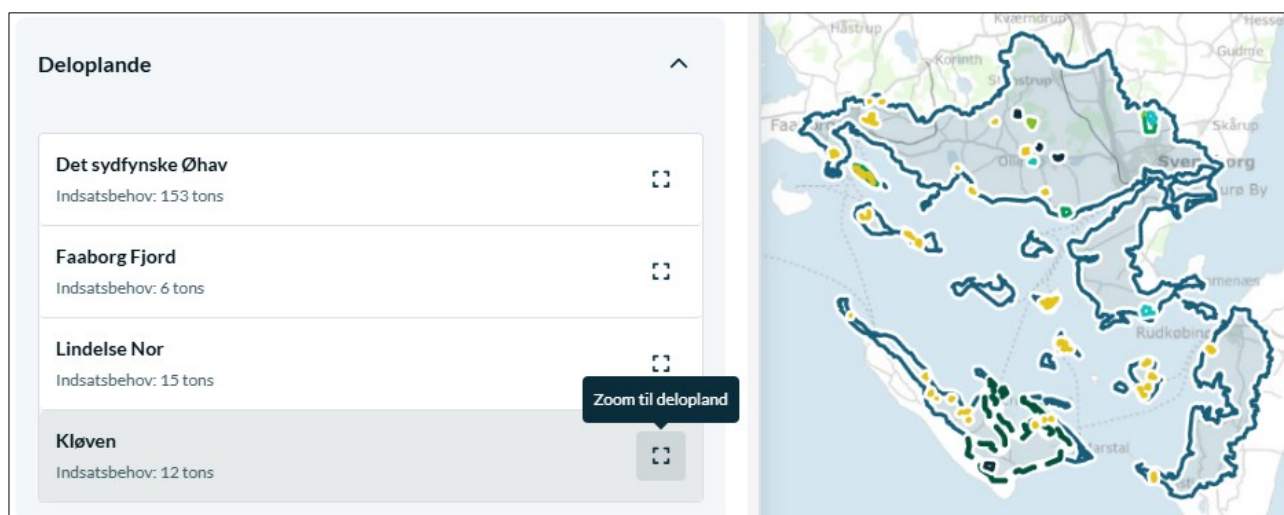 Deloplande
Det sydfynske Øhav
Indsatsbehov: 153 tons
Faaborg Fjord
Indsatsbehov: 6 tons
Lindelse Nor
Indsatsbehov: 15 tons
Zoom til delopland
Kløven
Indsatsbehov: 12 tons
Kværndrup
Håstrup
Korinth
Gudme
Skårup
Rudkøbing